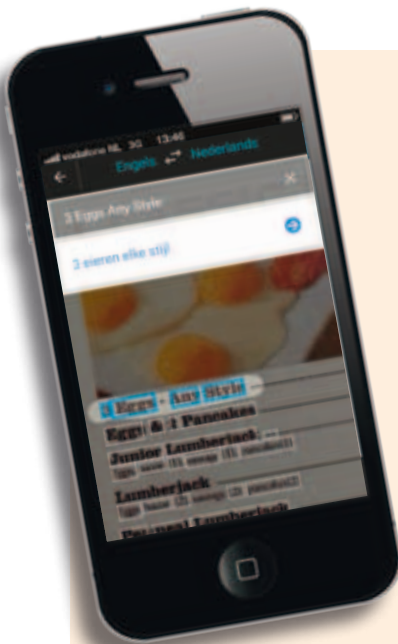 vodafone NL 3G 13:46
Engels Nederlands
3 Eggs Any Style
3 eieren elke stijl
3 Eggs - Any Style
Eggs & 2 Pancakes
Junior Lumberjack
Lumberjack
Lumberjack